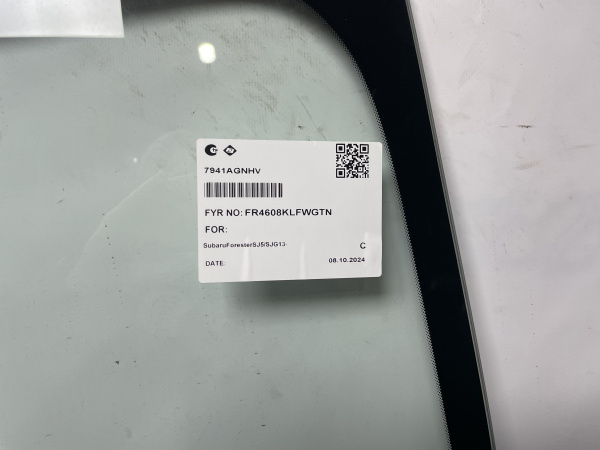 7941AGNHV
FYR NO: FR4608KLFWGTN
FOR:
SubaruForesterSJ5/SJG13-
C
DATE:
08.10.2024